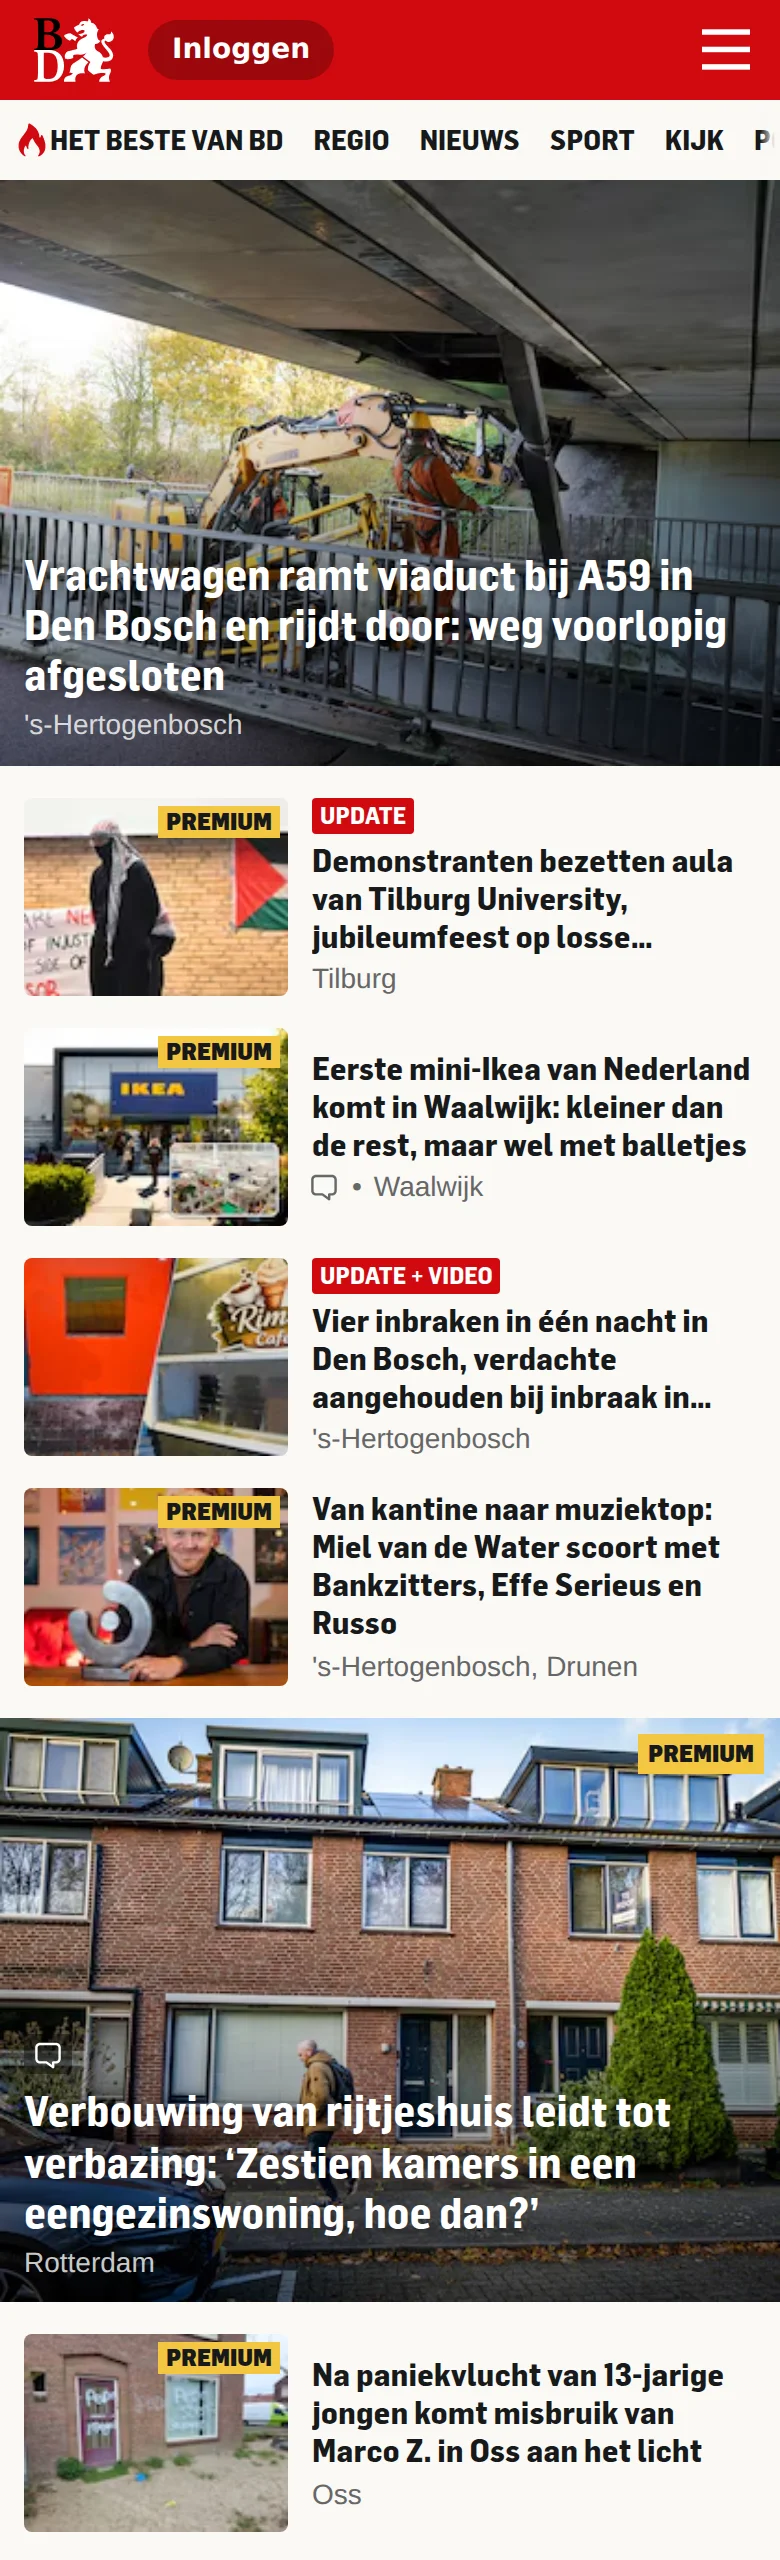 B
D
Inloggen
HET BESTE VAN BD REGIO NIEUWS SPORT KIJK
Vrachtwagen ramt viaduct bij A59 in
Den Bosch en rijdt door: weg voorlopig
afgesloten
's-Hertogenbosch
PREMIUM
UPDATE
Demonstranten bezetten aula
van Tilburg University,
jubileumfeest op losse...
Tilburg
PREMIUM
IKEA
Eerste mini-Ikea van Nederland
komt in Waalwijk: kleiner dan
de rest, maar wel met balletjes
• Waalwijk
UPDATE + VIDEO
Vier inbraken in één nacht in
Den Bosch, verdachte
aangehouden bij inbraak in...
's-Hertogenbosch
PREMIUM
Van kantine naar muziektop:
Miel van de Water scoort met
Bankzitters, Effe Serieus en
Russo
's-Hertogenbosch, Drunen
PREMIUM
Verbouwing van rijtjeshuis leidt tot
verbazing: ‘Zestien kamers in een
eengezinswoning, hoe dan?’
Rotterdam
PREMIUM
Na paniekvlucht van 13-jarige
jongen komt misbruik van
Marco Z. in Oss aan het licht
Oss